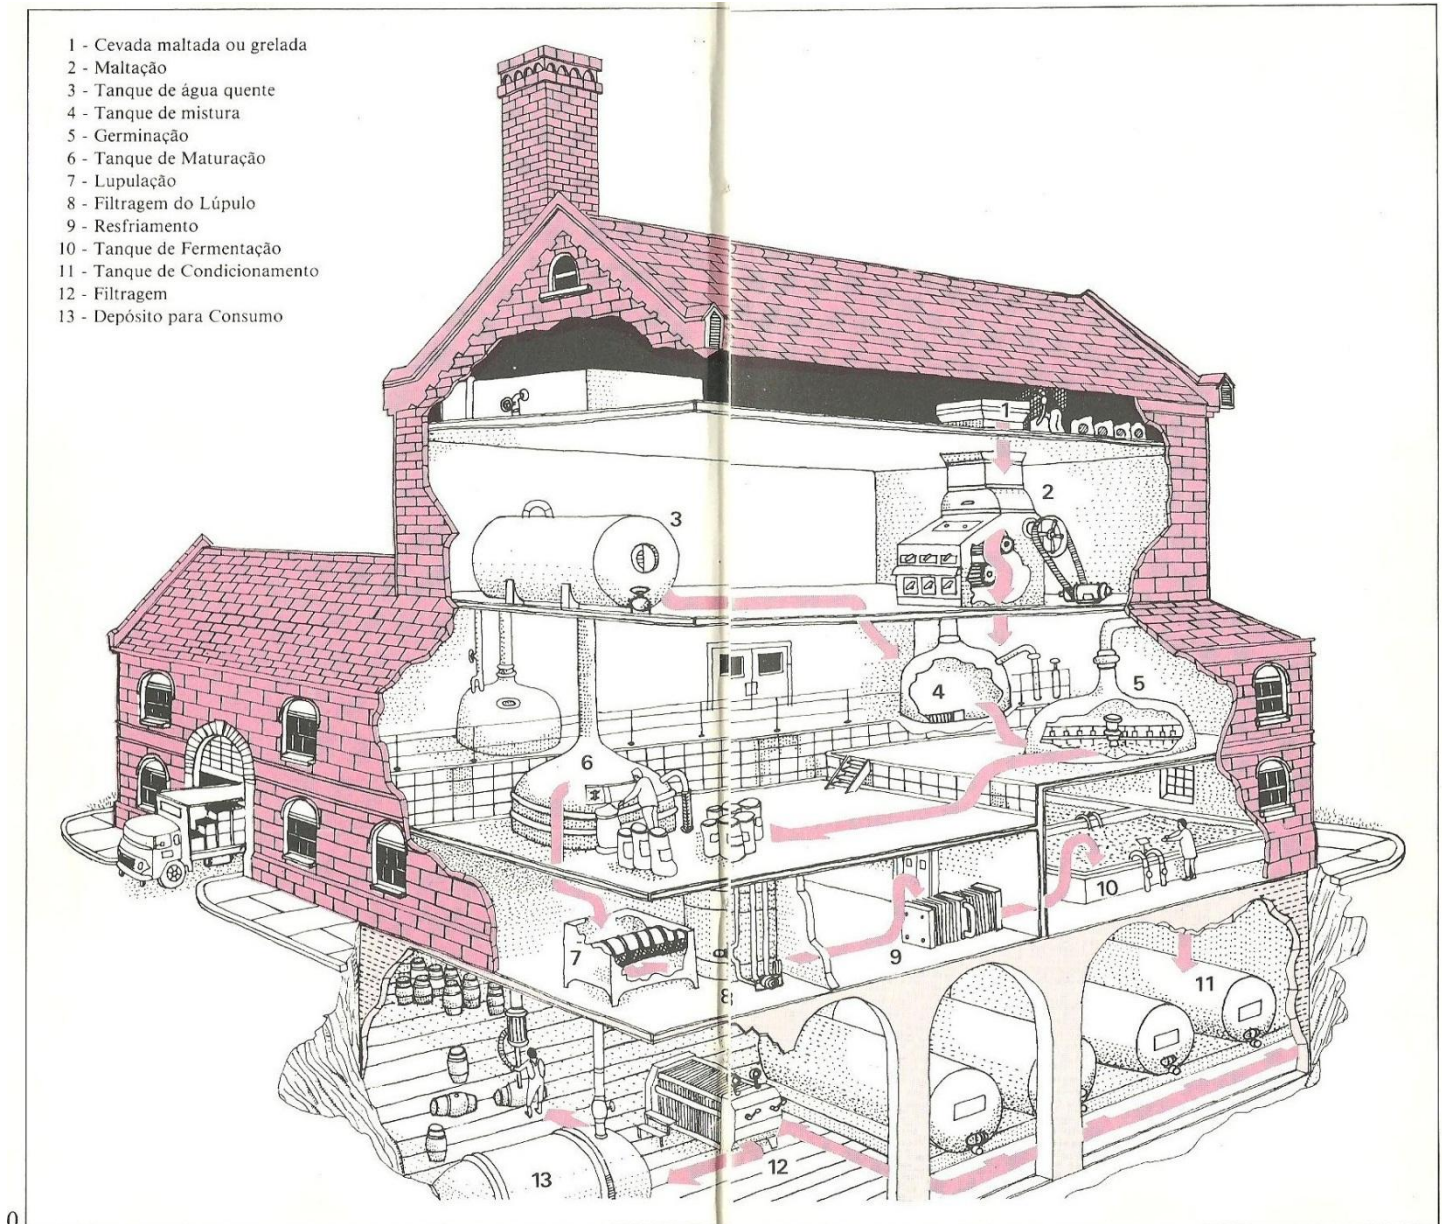 1 - Cevada maltada ou grelada
2 - Maltação
3 - Tanque de água quente
4 - Tanque de mistura
5 - Germinação
6 - Tanque de Maturação
7 - Lupulação
8 - Filtragem do Lúpulo
9 - Resfriamento
10 - Tanque de Fermentação
11 - Tanque de Condicionamento
12 - Filtragem
13 - Depósito para Consumo
1
2
3
4
5
6
7
8
9
10
11
12
13
0